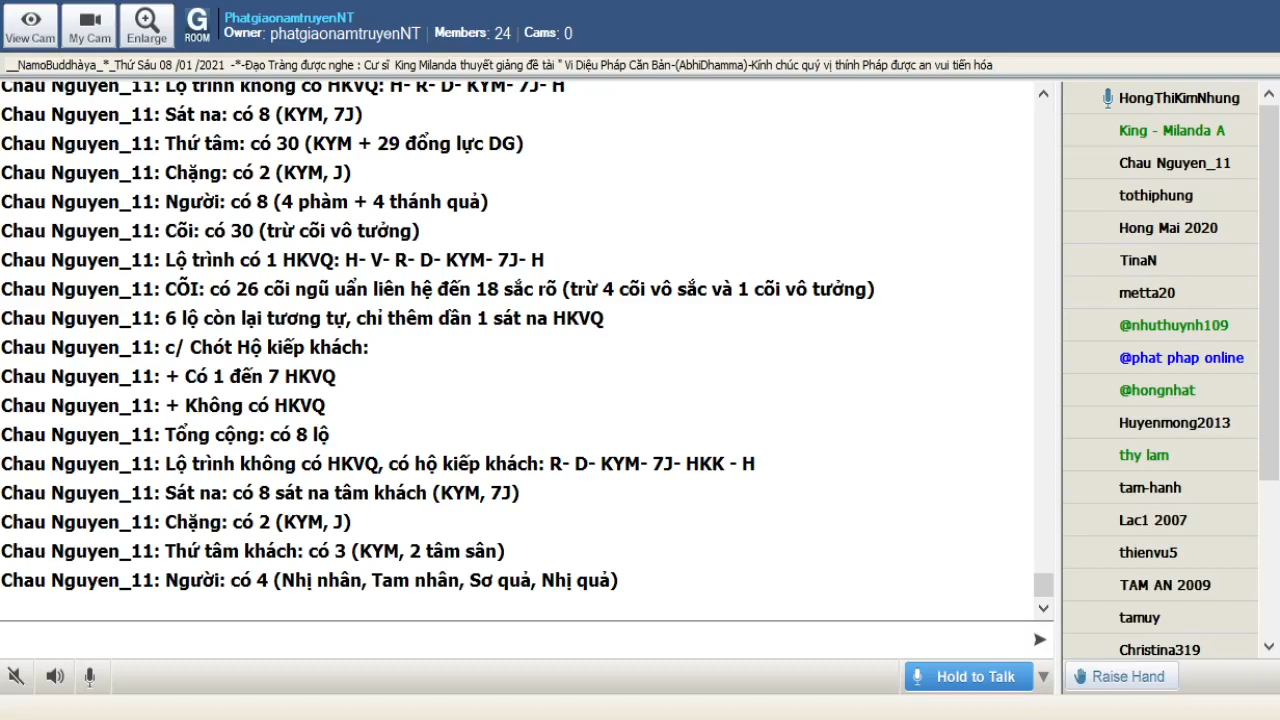 View Cam
My Cam
Enlarge
G
ROOM
PhatgiaonamtruyenNT
Owner: phatgiaonamtruyenNT | Members: 24 | Cams: 0
__NamoBuddhàya_*_Thứ Sáu 08 /01 /2021 -*-Đạo Tràng được nghe : Cư sĩ King Milanda thuyết giảng đề tài " Vi Diệu Pháp Căn Bản-(AbhiDhamma)-Kính chúc quý vị thính Pháp được an vui tiến hóa
Chau Nguyen_11: Lộ trình không có HKVQ: H- R- D- KYM- 7J- H
Chau Nguyen_11: Sát na: có 8 (KYM, 7J)
Chau Nguyen_11: Thứ tâm: có 30 (KYM + 29 đổng lực DG)
Chau Nguyen_11: Chặng: có 2 (KYM, J)
Chau Nguyen_11: Người: có 8 (4 phàm + 4 thánh quả)
Chau Nguyen_11: Cõi: có 30 (trừ cõi vô tưởng)
Chau Nguyen_11: Lộ trình có 1 HKVQ: H- V- R- D- KYM- 7J- H
Chau Nguyen_11: CÕI: có 26 cõi ngũ uẩn liên hệ đến 18 sắc rõ (trừ 4 cõi vô sắc và 1 cõi vô tưởng)
Chau Nguyen_11: 6 lộ còn lại tương tự, chỉ thêm dần 1 sát na HKVQ
Chau Nguyen_11: c/ Chót Hộ kiếp khách:
Chau Nguyen_11: + Có 1 đến 7 HKVQ
Chau Nguyen_11: + Không có HKVQ
Chau Nguyen_11: Tổng cộng: có 8 lộ
Chau Nguyen_11: Lộ trình không có HKVQ, có hộ kiếp khách: R- D- KYM- 7J- HKK - H
Chau Nguyen_11: Sát na: có 8 sát na tâm khách (KYM, 7J)
Chau Nguyen_11: Chặng: có 2 (KYM, J)
Chau Nguyen_11: Thứ tâm khách: có 3 (KYM, 2 tâm sân)
Chau Nguyen_11: Người: có 4 (Nhị nhân, Tam nhân, Sơ quả, Nhị quả)
Hold to Talk
HongThiKimNhung
King - Milanda A
Chau Nguyen_11
tothiphung
Hong Mai 2020
TinaN
metta20
@nhuthuynh109
@phat phap online
@hongnhat
Huyenmong2013
thy lam
tam-hanh
Lac1 2007
thienvu5
TAM AN 2009
tamuy
Christina319
Raise Hand